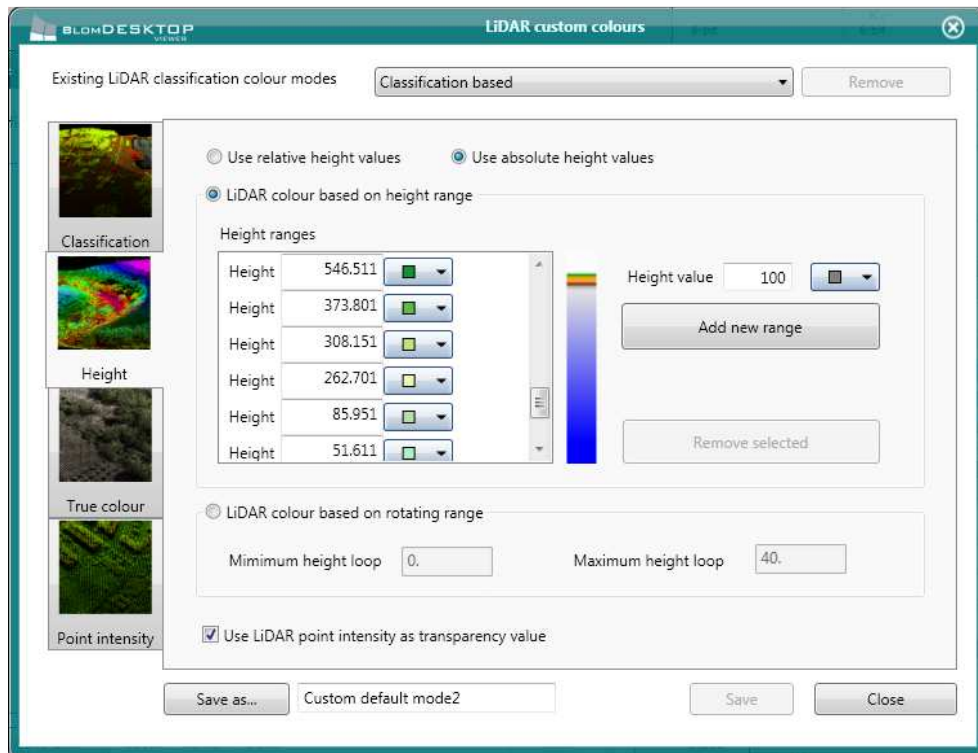 BLOMDESKTOP
VIEWER
LiDAR custom colours
Existing LiDAR classification colour modes
Classification based
Remove
Classification
Height
True colour
Point intensity
Use relative height values
Use absolute height values
LiDAR colour based on height range
Height ranges
Height 546.511
Height 373.801
Height 308.151
Height 262.701
Height 85.951
Height 51.611
Height value 100
Add new range
Remove selected
LiDAR colour based on rotating range
Mimimum height loop 0.
Maximum height loop 40.
Use LiDAR point intensity as transparency value
Save as...
Custom default mode2
Save
Close